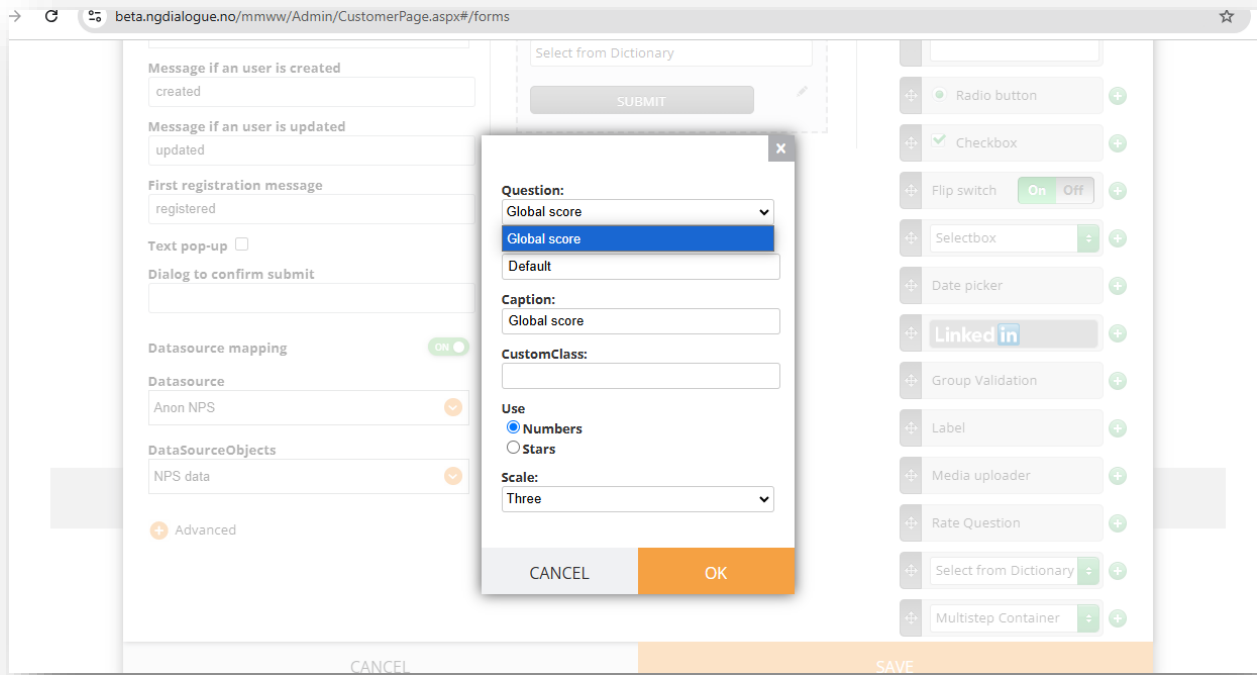 beta.ngdialogue.no/mmww/Admin/CustomerPage.aspx#/forms
Message if an user is created
created
Message if an user is updated
updated
First registration message
registered
Text pop-up
Dialog to confirm submit
Datasource mapping
ON
Datasource
Anon NPS
DataSourceObjects
NPS data
Advanced
Select from Dictionary
SUBMIT
x
Question:
Global score
Global score
Default
Caption:
Global score
CustomClass:
Use
Numbers
Stars
Scale:
Three
CANCEL
OK
Radio button
Checkbox
Flip switch On Off
Selectbox
Date picker
Linked in
Group Validation
Label
Media uploader
Rate Question
Select from Dictionary
Multistep Container
CANCEL
SAVE